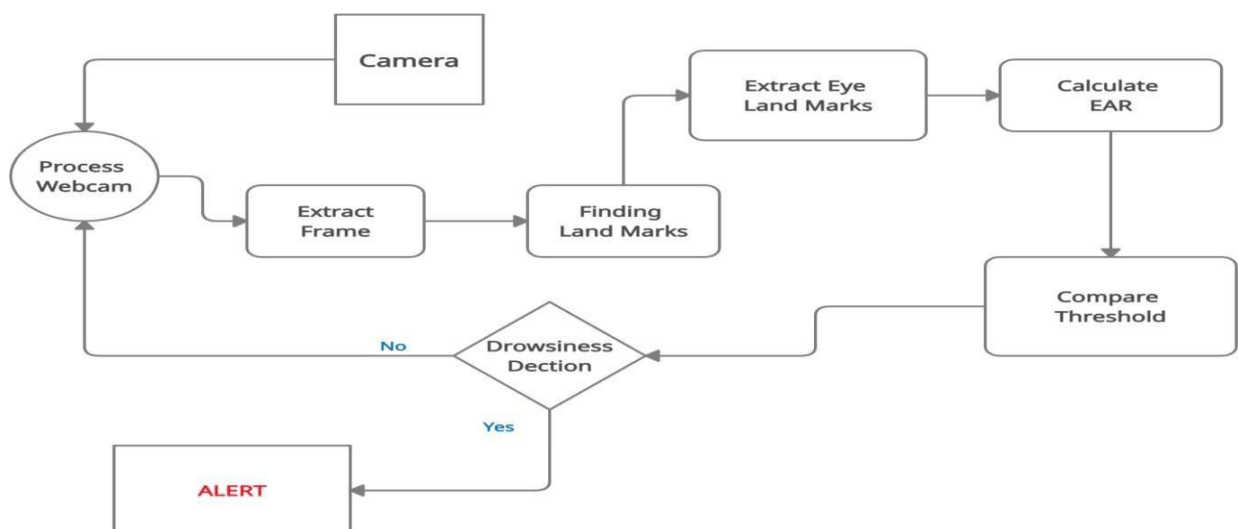 Camera
Process
Webcam
Extract
Frame
Finding
Land Marks
Extract Eye
Land Marks
Calculate
EAR
Compare
Threshold
Drowsiness
Dection
No
Yes
ALERT